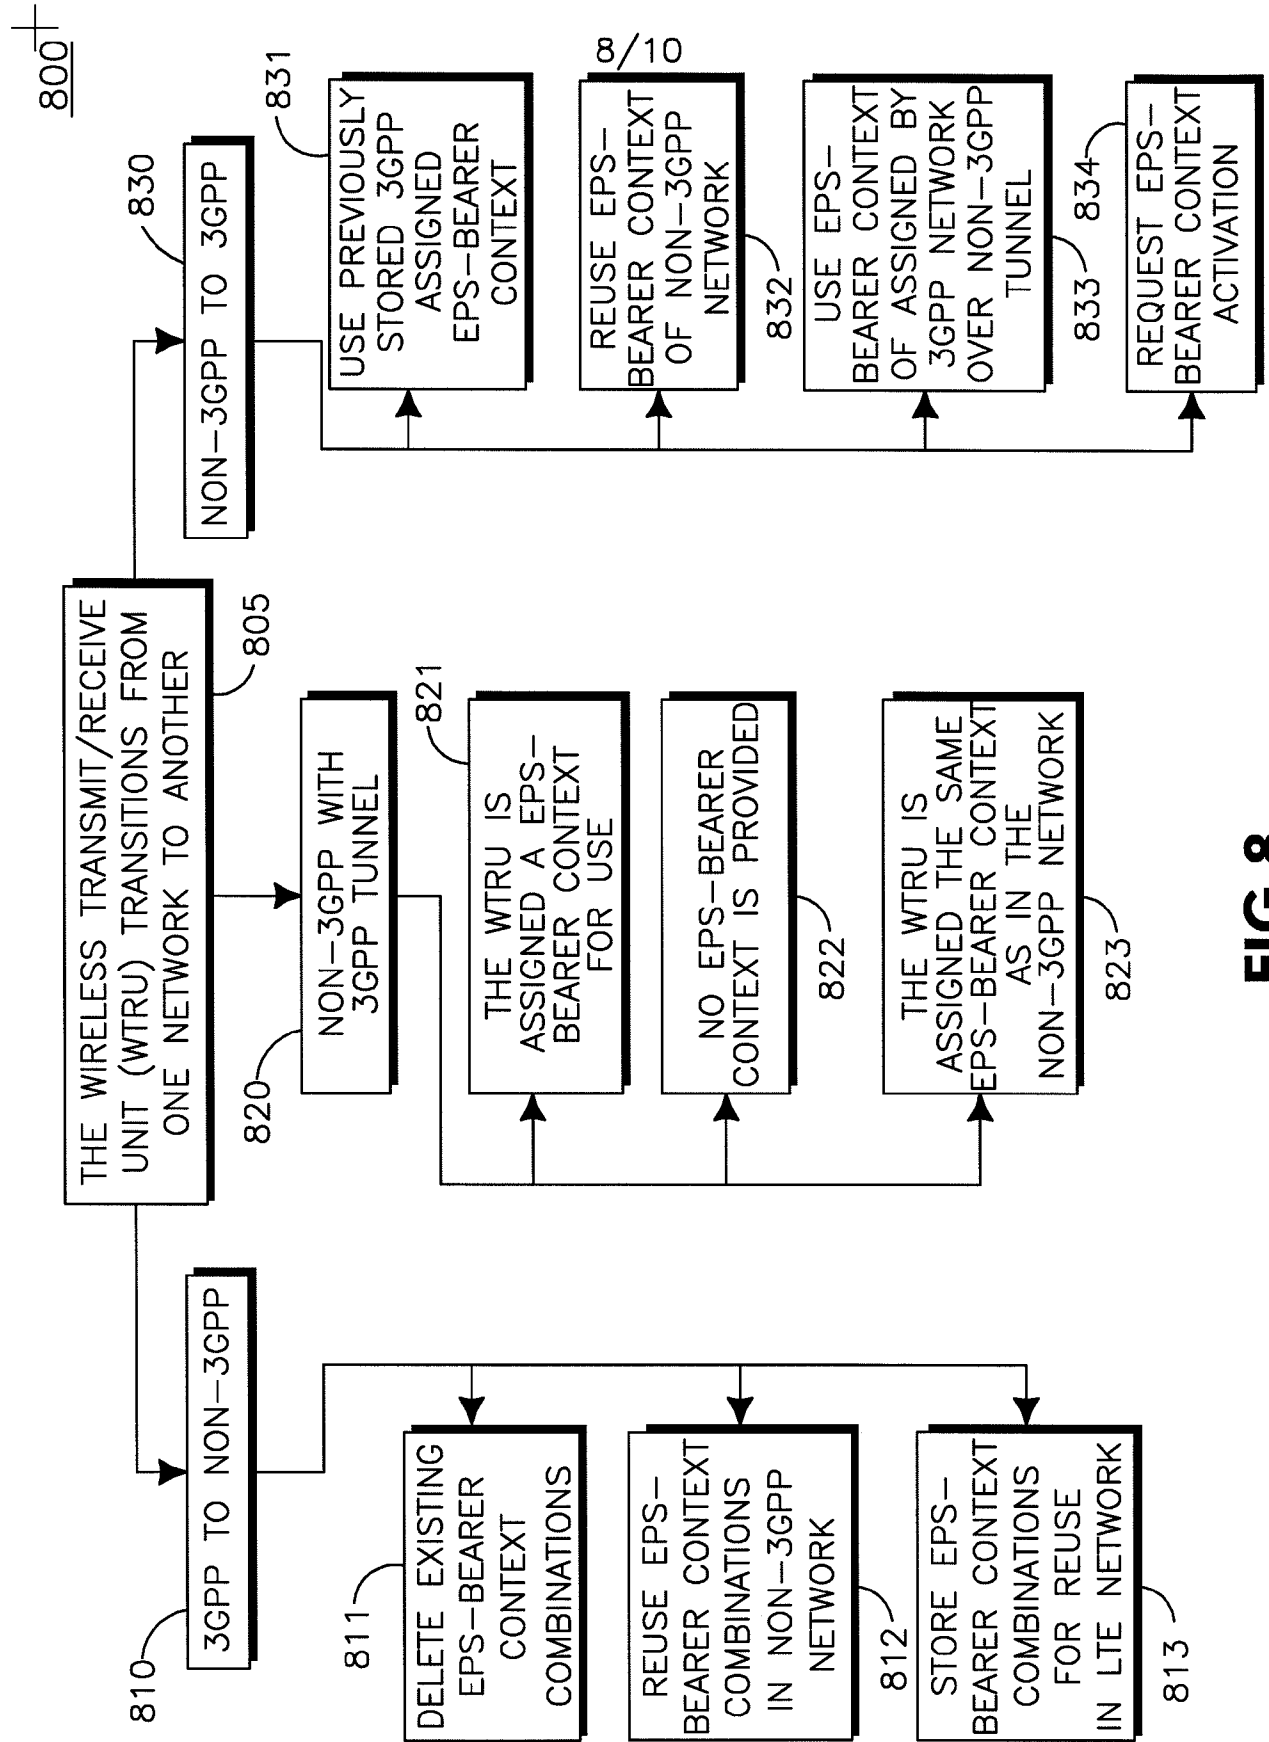 800
THE WIRELESS TRANSMIT/RECEIVE
UNIT (WTRU) TRANSITIONS FROM
ONE NETWORK TO ANOTHER
805
810
3GPP TO NON-3GPP
811
DELETE EXISTING
EPS-BEARER
CONTEXT
COMBINATIONS
REUSE EPS-
BEARER CONTEXT
COMBINATIONS
IN NON-3GPP
NETWORK
812
STORE EPS-
BEARER CONTEXT
COMBINATIONS
FOR REUSE
IN LTE NETWORK
813
820
NON-3GPP WITH
3GPP TUNNEL
821
THE WTRU IS
ASSIGNED A EPS-
BEARER CONTEXT
FOR USE
NO EPS-BEARER
CONTEXT IS PROVIDED
822
THE WTRU IS
ASSIGNED THE SAME
EPS-BEARER CONTEXT
AS IN THE
NON-3GPP NETWORK
823
830
NON-3GPP TO 3GPP
831
USE PREVIOUSLY
STORED 3GPP
ASSIGNED
EPS-BEARER
CONTEXT
8/10
REUSE EPS-
BEARER CONTEXT
OF NON-3GPP
NETWORK
832
USE EPS-
BEARER CONTEXT
OF ASSIGNED BY
3GPP NETWORK
OVER NON-3GPP
TUNNEL
833
834
REQUEST EPS-
BEARER CONTEXT
ACTIVATION
FIG.8